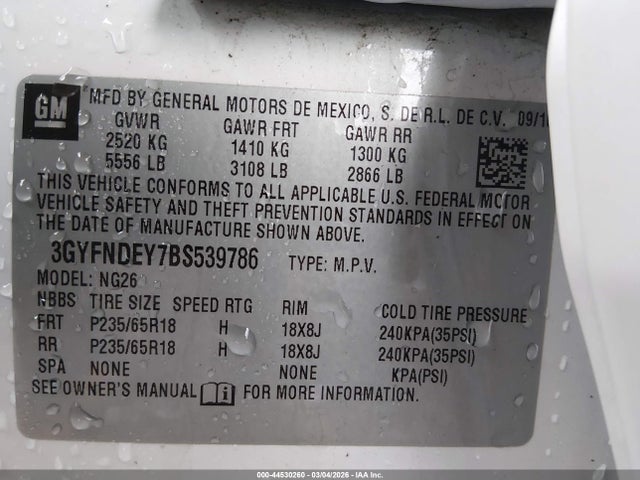 GM
*MFD BY GENERAL MOTORS DE MEXICO, S. DE R.L. DE C.V. 09/10
GVWR GAWR FRT GAWR RR
2520 KG 1410 KG 1300 KG
5556 LB 3108 LB 2866 LB
THIS VEHICLE CONFORMS TO ALL APPLICABLE U.S. FEDERAL MOTOR
VEHICLE SAFETY AND THEFT PREVENTION STANDARDS IN EFFECT ON
THE DATE OF MANUFACTURE SHOWN ABOVE.
3GYFNDEY7BS539786 TYPE: M.P.V.
MODEL: NG26
NBBS TIRE SIZE SPEED RTG RIM COLD TIRE PRESSURE
FRT P235/65R18 H 18X8J 240KPA(35PSI)
RR P235/65R18 H 18X8J 240KPA(35PSI)
SPA NONE NONE KPA(PSI)
SEE OWNER'S MANUAL i FOR MORE INFORMATION.
000-44530260 - 03/04/2026 - IAA Inc.